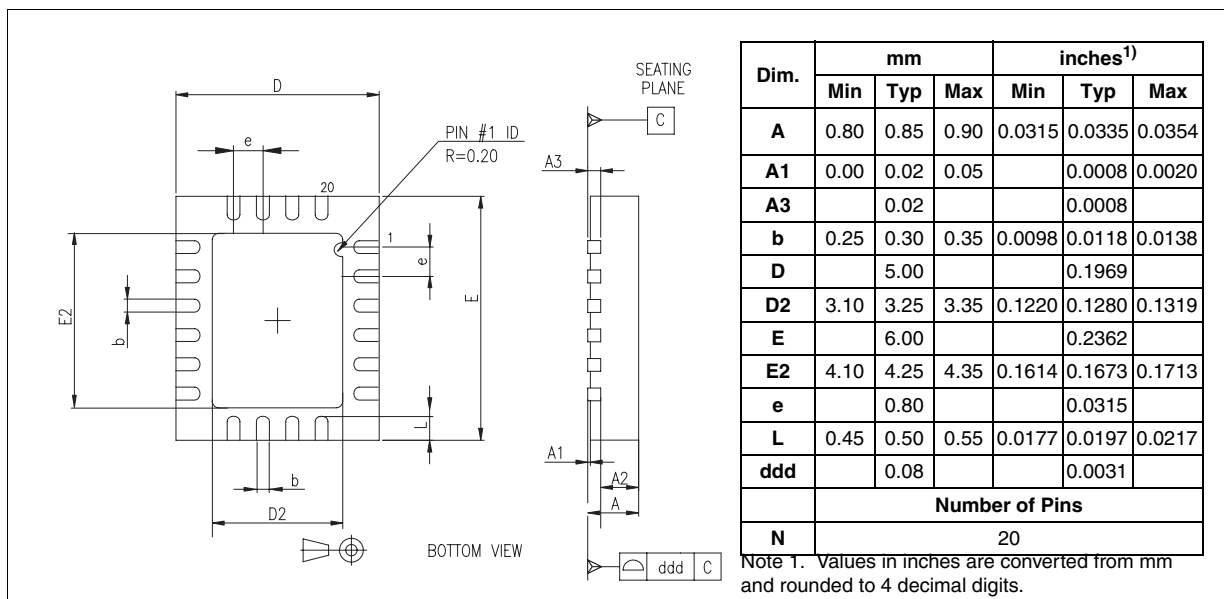 D
e
PIN #1 ID
R=0.20
20
1
e
E2
b
E
L
b
D2
BOTTOM VIEW
SEATING
PLANE
C
A3
A1
A2
A
ddd C
Dim. mm inches1)
Min Typ Max Min Typ Max
A 0.80 0.85 0.90 0.0315 0.0335 0.0354
A1 0.00 0.02 0.05 0.0008 0.0020
A3 0.02 0.0008
b 0.25 0.30 0.35 0.0098 0.0118 0.0138
D 5.00 0.1969
D2 3.10 3.25 3.35 0.1220 0.1280 0.1319
E 6.00 0.2362
E2 4.10 4.25 4.35 0.1614 0.1673 0.1713
e 0.80 0.0315
L 0.45 0.50 0.55 0.0177 0.0197 0.0217
ddd 0.08 0.0031
Number of Pins
N 20
Note 1. Values in inches are converted from mm
and rounded to 4 decimal digits.